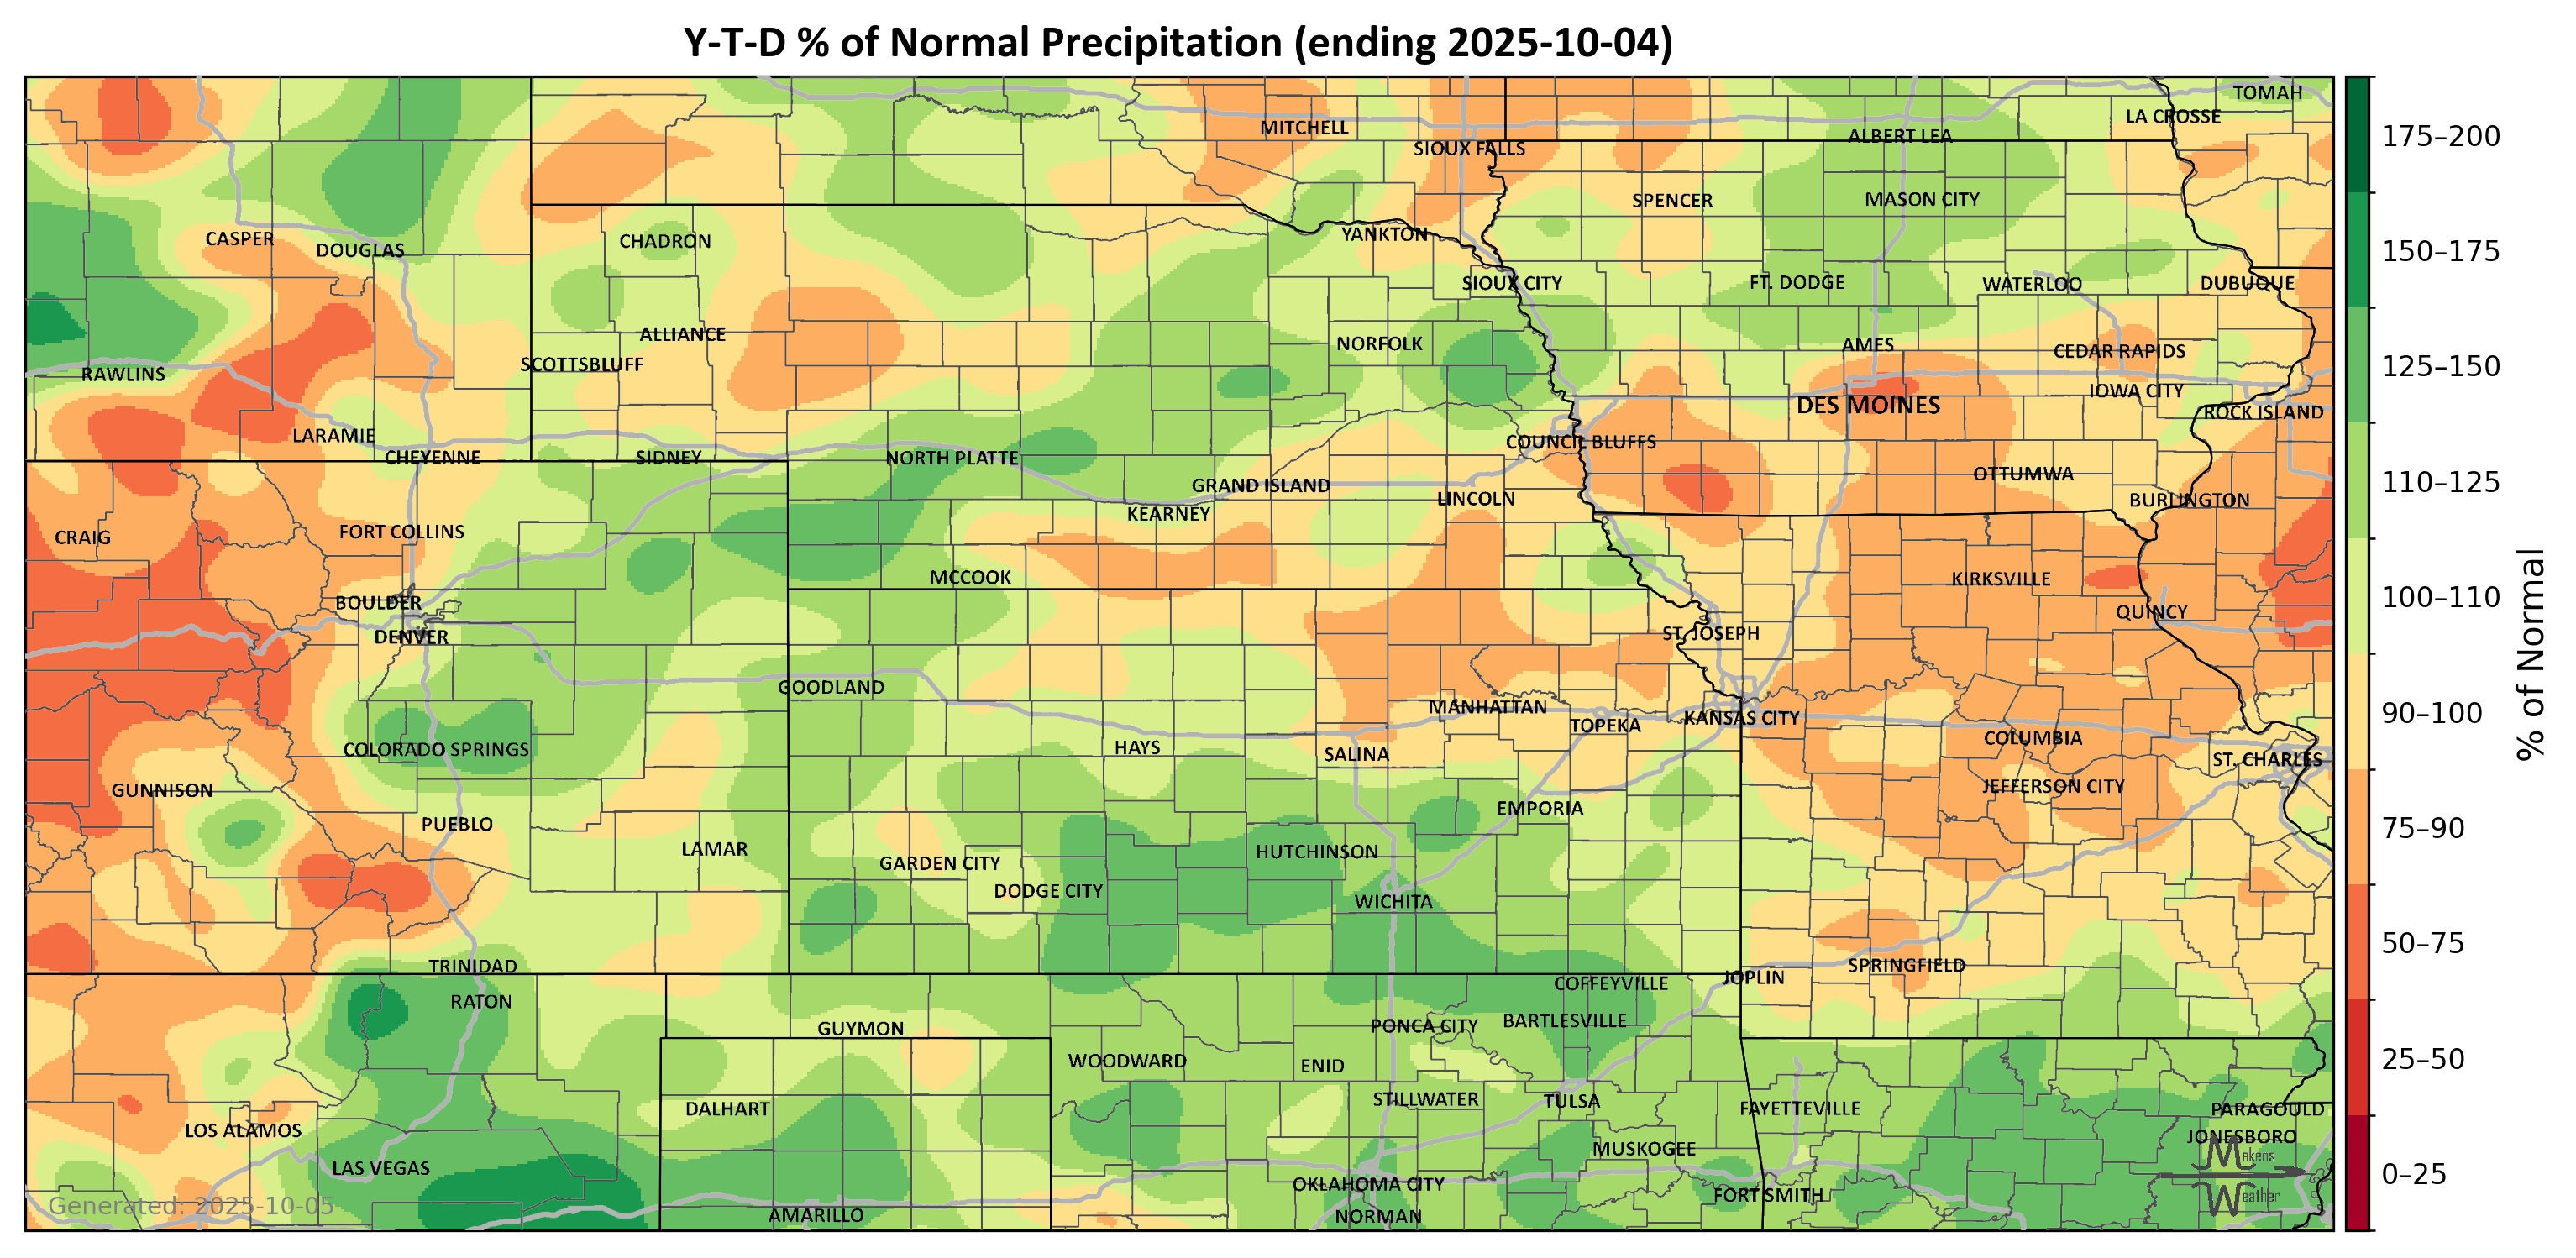 Y-T-D % of Normal Precipitation (ending 2025-10-04)
TOMAH
LA CROSSE
MITCHELL
ALBERT LEA
SIOUX FALLS
SPENCER
MASON CITY
CASPER
DOUGLAS
CHADRON
YANKTON
SIOUX CITY
FT. DODGE
WATERLOO
DUBUQUE
ALLIANCE
NORFOLK
AMES
CEDAR RAPIDS
SCOTTSBLUFF
RAWLINS
IOWA CITY
DES MOINES
ROCK ISLAND
LARAMIE
COUNCIL BLUFFS
CHEYENNE
SIDNEY
NORTH PLATTE
OTTUMWA
GRAND ISLAND
LINCOLN
BURLINGTON
KEARNEY
FORT COLLINS
CRAIG
MCCOOK
KIRKSVILLE
BOULDER
QUINCY
DENVER
ST. JOSEPH
GOODLAND
MANHATTAN
KANSAS CITY
TOPEKA
COLUMBIA
COLORADO SPRINGS
HAYS
SALINA
ST. CHARLES
GUNNISON
JEFFERSON CITY
EMPORIA
PUEBLO
LAMAR
HUTCHINSON
GARDEN CITY
DODGE CITY
WICHITA
TRINIDAD
SPRINGFIELD
JOPLIN
COFFEYVILLE
RATON
BARTLESVILLE
PONCA CITY
GUYMON
WOODWARD
ENID
STILLWATER
TULSA
DALHART
FAYETTEVILLE
PARAGOULD
LOS ALAMOS
JONESBORO
MUSKOGEE
Makens
LAS VEGAS
OKLAHOMA CITY
FORT SMITH
Weather
Generated: 2025-10-05
AMARILLO
NORMAN
175–200
150–175
125–150
110–125
100–110
90–100
75–90
50–75
25–50
0–25
% of Normal